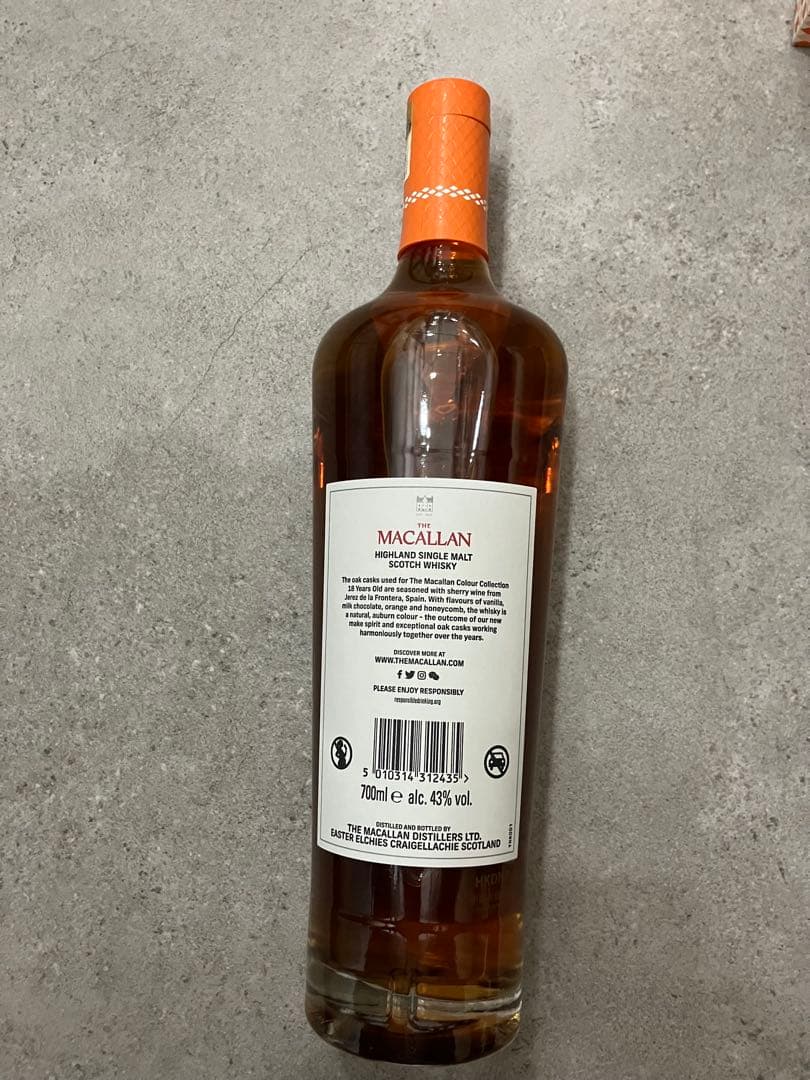 THE
MACALLAN
HIGHLAND SINGLE MALT
SCOTCH WHISKY
The oak casks used for The Macallan Colour Collection
18 Years Old are seasoned with sherry wine from
Jerez de la Frontera, Spain. With flavours of vanilla,
milk chocolate, orange and honeycomb, the whisky is
a natural, auburn colour - the outcome of our new
make spirit and exceptional oak casks working
harmoniously together over the years.
DISCOVER MORE AT
WWW.THEMACALLAN.COM
PLEASE ENJOY RESPONSIBLY
responsibledrinking.org
5 010314 312435 >
700ml e alc. 43% vol.
DISTILLED AND BOTTLED BY
THE MACALLAN DISTILLERS LTD.
EASTER ELCHIES CRAIGELLACHIE SCOTLAND